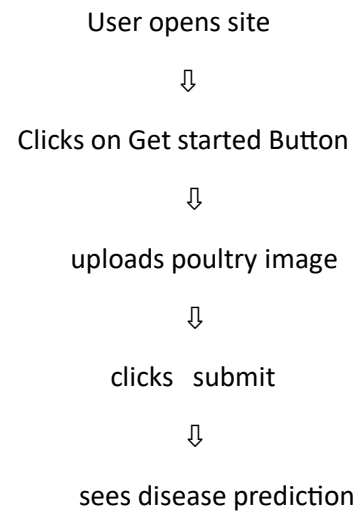 User opens site
⇩
Clicks on Get started Button
⇩
uploads poultry image
⇩
clicks submit
⇩
sees disease prediction